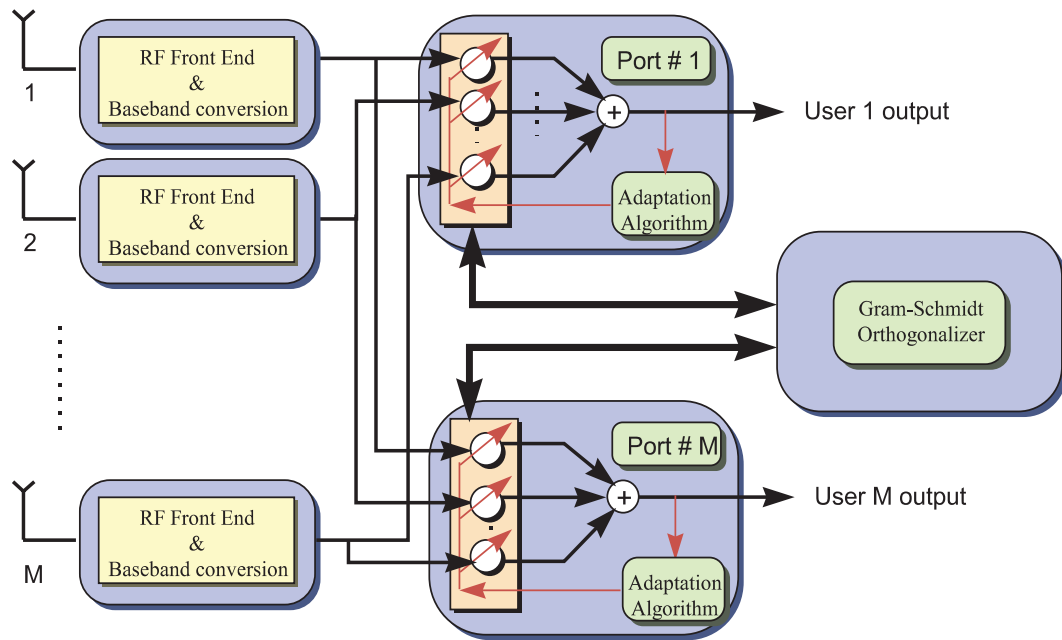 1
RF Front End
&
Baseband conversion
Port # 1
+
User 1 output
Adaptation
Algorithm
2
RF Front End
&
Baseband conversion
Gram-Schmidt
Orthogonalizer
M
RF Front End
&
Baseband conversion
Port # M
+
User M output
Adaptation
Algorithm